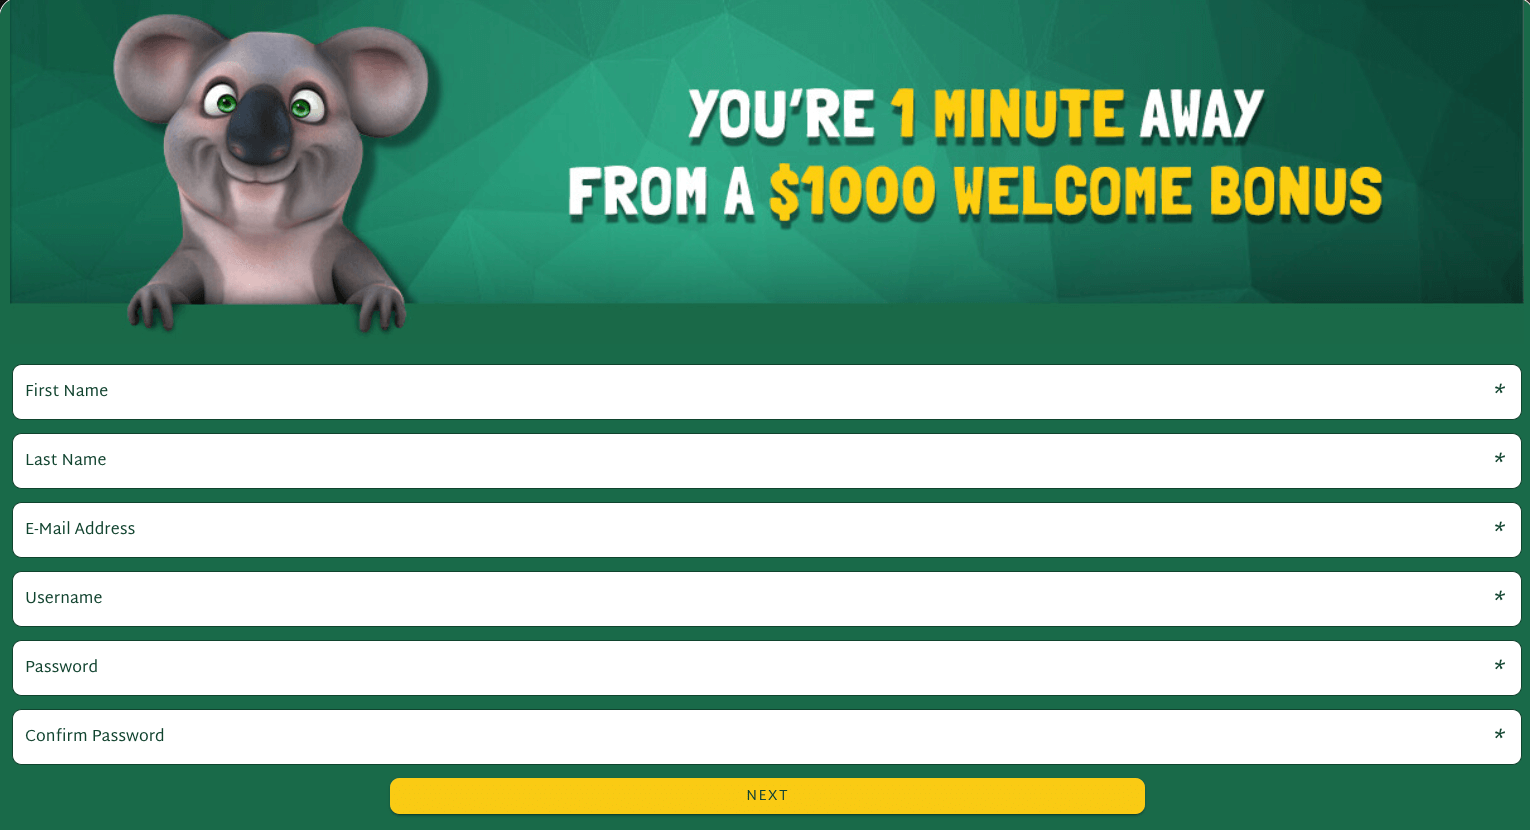 YOU'RE 1 MINUTE AWAY
FROM A $1000 WELCOME BONUS
First Name *
Last Name *
E-Mail Address *
Username *
Password *
Confirm Password *
NEXT